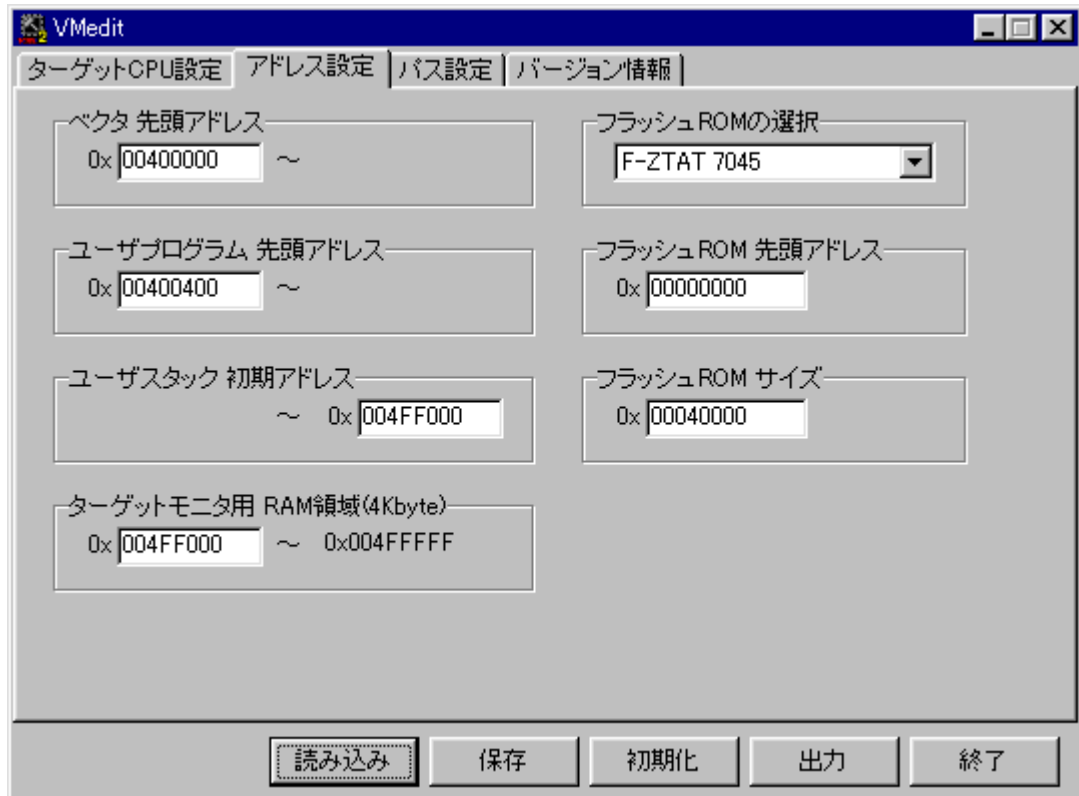 VMedit
ターゲットCPU設定 アドレス設定 パス設定 バージョン情報
ベクタ 先頭アドレス
0x 00400000 ～
フラッシュROMの選択
F-ZTAT 7045
ユーザプログラム 先頭アドレス
0x 00400400 ～
フラッシュROM 先頭アドレス
0x 00000000
ユーザスタック 初期アドレス
～ 0x 004FF000
フラッシュROM サイズ
0x 00040000
ターゲットモニタ用 RAM領域(4Kbyte)
0x 004FF000 ～ 0x004FFFFF
読み込み 保存 初期化 出力 終了